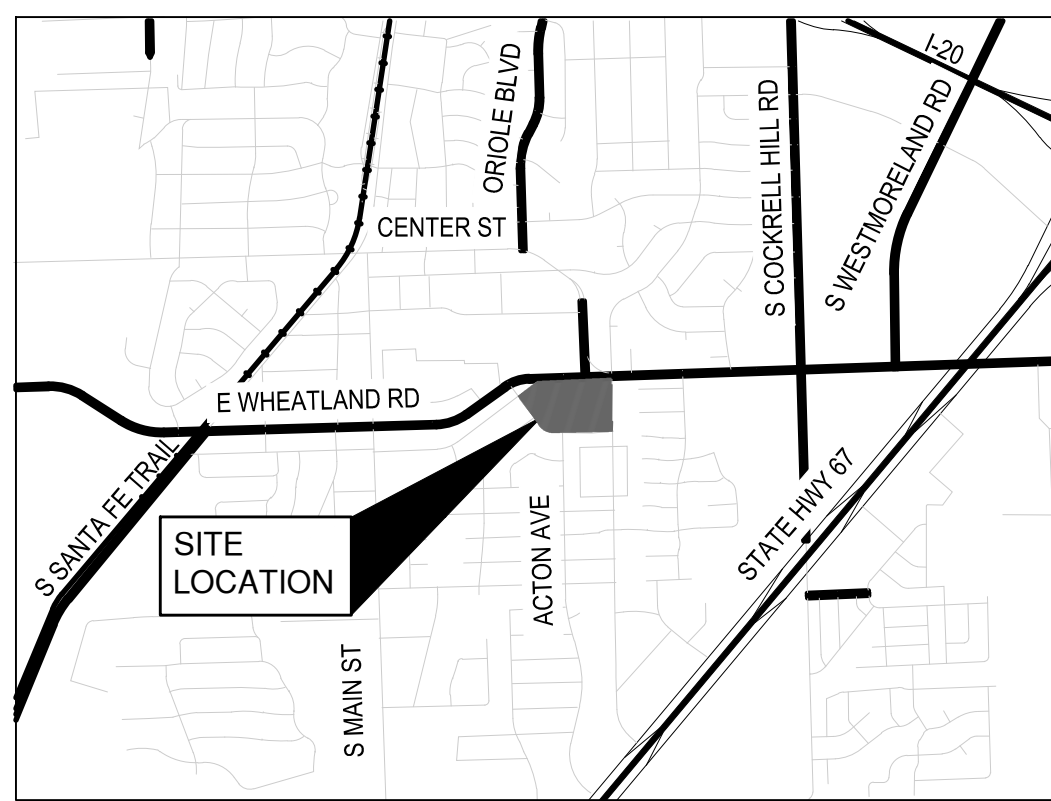 I-20
ORIOLE BLVD
S COCKRELL HILL RD
S WESTMORELAND RD
CENTER ST
E WHEATLAND RD
S SANTA FE TRAIL
SITE
LOCATION
ACTON AVE
STATE HWY 67
S MAIN ST